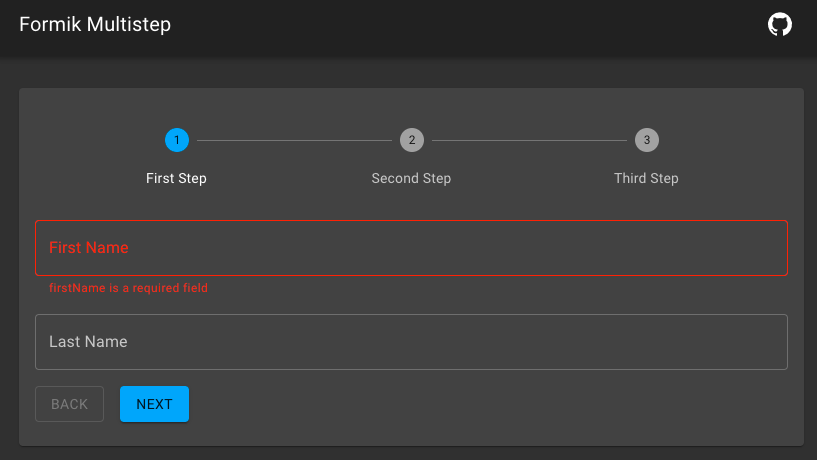 Formik Multistep
1 2 3
First Step Second Step Third Step
First Name
firstName is a required field
Last Name
BACK NEXT